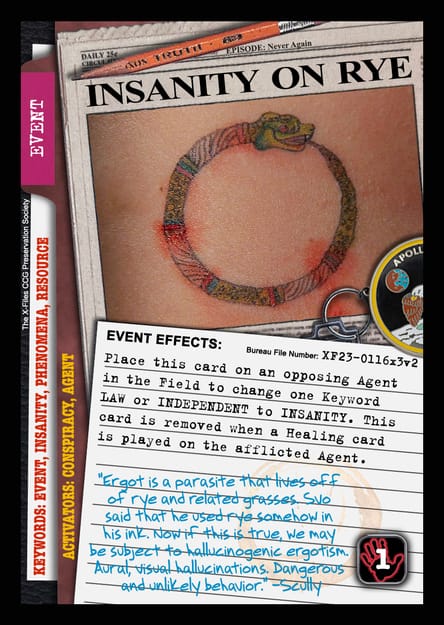 DAILY 25¢
TRUTH
EPISODE: Never Again
INSANITY ON RYE
EVENT
The X-Files CCG Preservation Society
KEYWORDS: EVENT, INSANITY, PHENOMENA, RESOURCE
ACTIVATORS: CONSPIRACY, AGENT
APOLL
EVENT EFFECTS:
Bureau File Number: XF23-0116x3v2
Place this card on an opposing Agent
in the Field to change one Keyword
LAW or INDEPENDENT to INSANITY. This
card is removed when a Healing card
is played on the afflicted Agent.
"Ergot is a parasite that lives off
of rye and related grasses. Svo
said that he used rye somehow in
his ink. Now if this is true, we may
be subject to hallucinogenic ergotism.
Aural, visual hallucinations. Dangerous
and unlikely behavior." -Scully
1